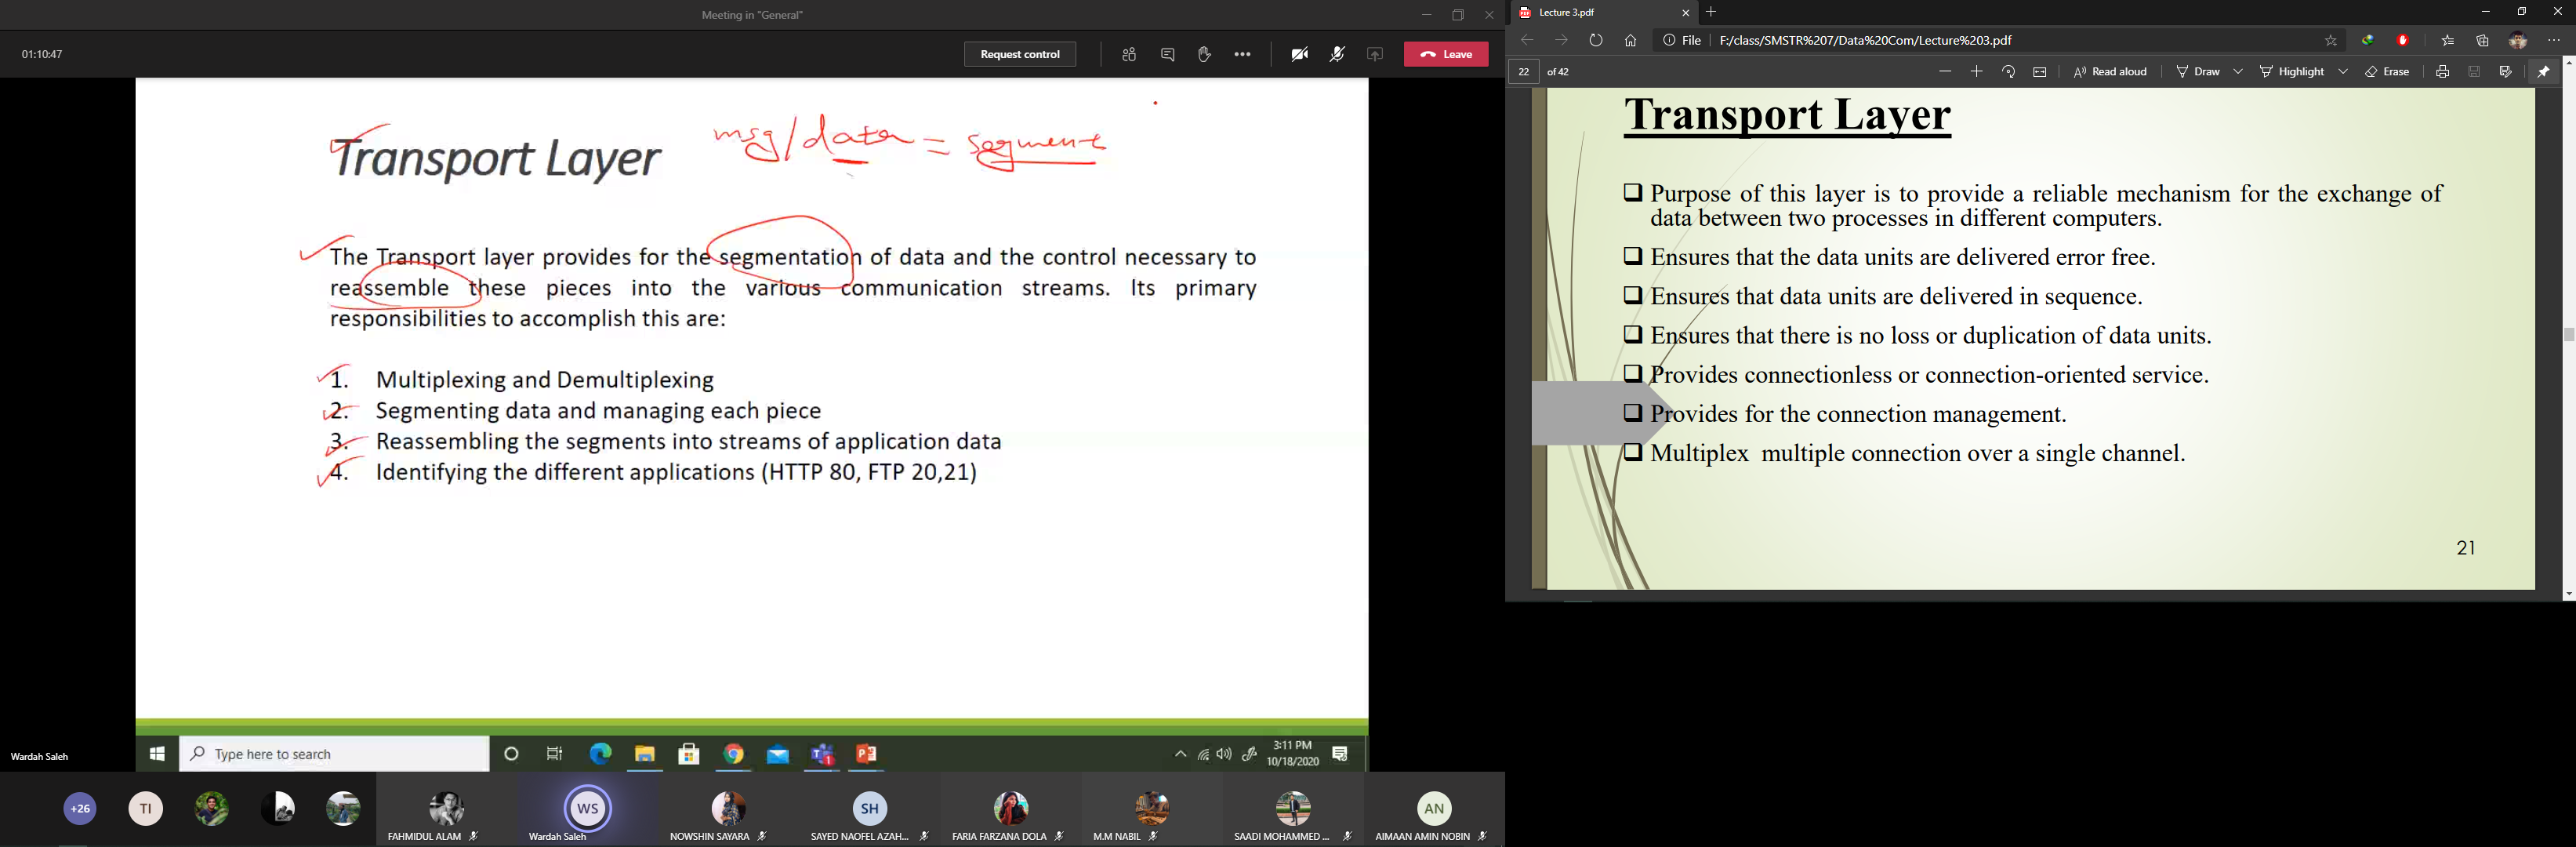 Meeting in "General"
01:10:47
Request control
Leave
Transport Layer
msg/data = segment
The Transport layer provides for the segmentation of data and the control necessary to
reassemble these pieces into the various communication streams. Its primary
responsibilities to accomplish this are:
1. Multiplexing and Demultiplexing
2. Segmenting data and managing each piece
3. Reassembling the segments into streams of application data
4. Identifying the different applications (HTTP 80, FTP 20,21)
Wardah Saleh
Type here to search
3:11 PM
10/18/2020
+26
TI
FAHMIDUL ALAM
WS
Wardah Saleh
NOWSHIN SAYARA
SH
SAYED NAOFEL AZAH...
FARIA FARZANA DOLA
M.M NABIL
SAADI MOHAMMED ...
AN
AIMAAN AMIN NOBIN
Lecture 3.pdf
File F:/class/SMSTR%207/Data%20Com/Lecture%203.pdf
22 of 42
Read aloud
Draw
Highlight
Erase
Transport Layer
Purpose of this layer is to provide a reliable mechanism for the exchange of
data between two processes in different computers.
Ensures that the data units are delivered error free.
Ensures that data units are delivered in sequence.
Ensures that there is no loss or duplication of data units.
Provides connectionless or connection-oriented service.
Provides for the connection management.
Multiplex multiple connection over a single channel.
21